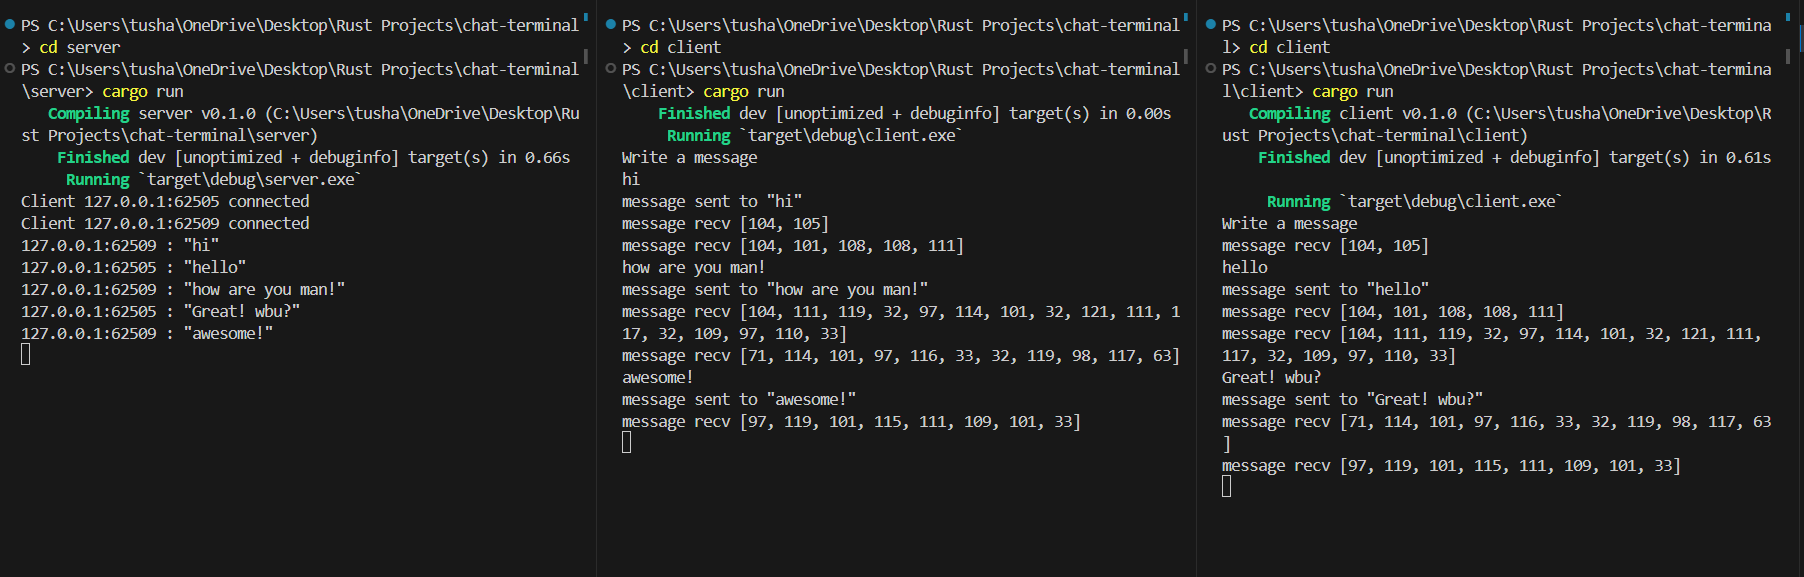 PS C:\Users\tusha\OneDrive\Desktop\Rust Projects\chat-terminal
> cd server
PS C:\Users\tusha\OneDrive\Desktop\Rust Projects\chat-terminal
\server> cargo run
Compiling server v0.1.0 (C:\Users\tusha\OneDrive\Desktop\Ru
st Projects\chat-terminal\server)
Finished dev [unoptimized + debuginfo] target(s) in 0.66s
Running `target\debug\server.exe`
Client 127.0.0.1:62505 connected
Client 127.0.0.1:62509 connected
127.0.0.1:62509 : "hi"
127.0.0.1:62505 : "hello"
127.0.0.1:62509 : "how are you man!"
127.0.0.1:62505 : "Great! wbu?"
127.0.0.1:62509 : "awesome!"
PS C:\Users\tusha\OneDrive\Desktop\Rust Projects\chat-terminal
> cd client
PS C:\Users\tusha\OneDrive\Desktop\Rust Projects\chat-terminal
\client> cargo run
Finished dev [unoptimized + debuginfo] target(s) in 0.00s
Running `target\debug\client.exe`
Write a message
hi
message sent to "hi"
message recv [104, 105]
message recv [104, 101, 108, 108, 111]
how are you man!
message sent to "how are you man!"
message recv [104, 111, 119, 32, 97, 114, 101, 32, 121, 111, 1
17, 32, 109, 97, 110, 33]
message recv [71, 114, 101, 97, 116, 33, 32, 119, 98, 117, 63]
awesome!
message sent to "awesome!"
message recv [97, 119, 101, 115, 111, 109, 101, 33]
PS C:\Users\tusha\OneDrive\Desktop\Rust Projects\chat-termina
l> cd client
PS C:\Users\tusha\OneDrive\Desktop\Rust Projects\chat-termina
l\client> cargo run
Compiling client v0.1.0 (C:\Users\tusha\OneDrive\Desktop\R
ust Projects\chat-terminal\client)
Finished dev [unoptimized + debuginfo] target(s) in 0.61s
Running `target\debug\client.exe`
Write a message
message recv [104, 105]
hello
message sent to "hello"
message recv [104, 101, 108, 108, 111]
message recv [104, 111, 119, 32, 97, 114, 101, 32, 121, 111,
117, 32, 109, 97, 110, 33]
Great! wbu?
message sent to "Great! wbu?"
message recv [71, 114, 101, 97, 116, 33, 32, 119, 98, 117, 63
]
message recv [97, 119, 101, 115, 111, 109, 101, 33]